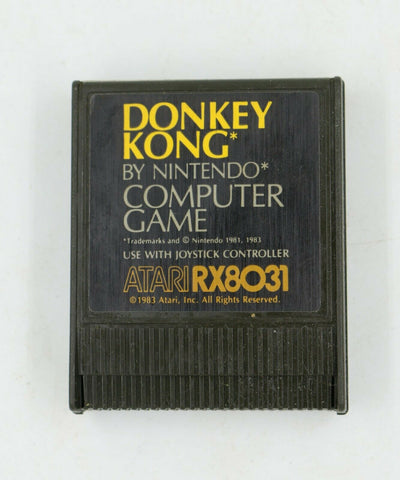 DONKEY
KONG*
BY NINTENDO*
COMPUTER
GAME
*Trademarks and © Nintendo 1981, 1983
USE WITH JOYSTICK CONTROLLER
ATARI RX8031
©1983 Atari, Inc. All Rights Reserved.